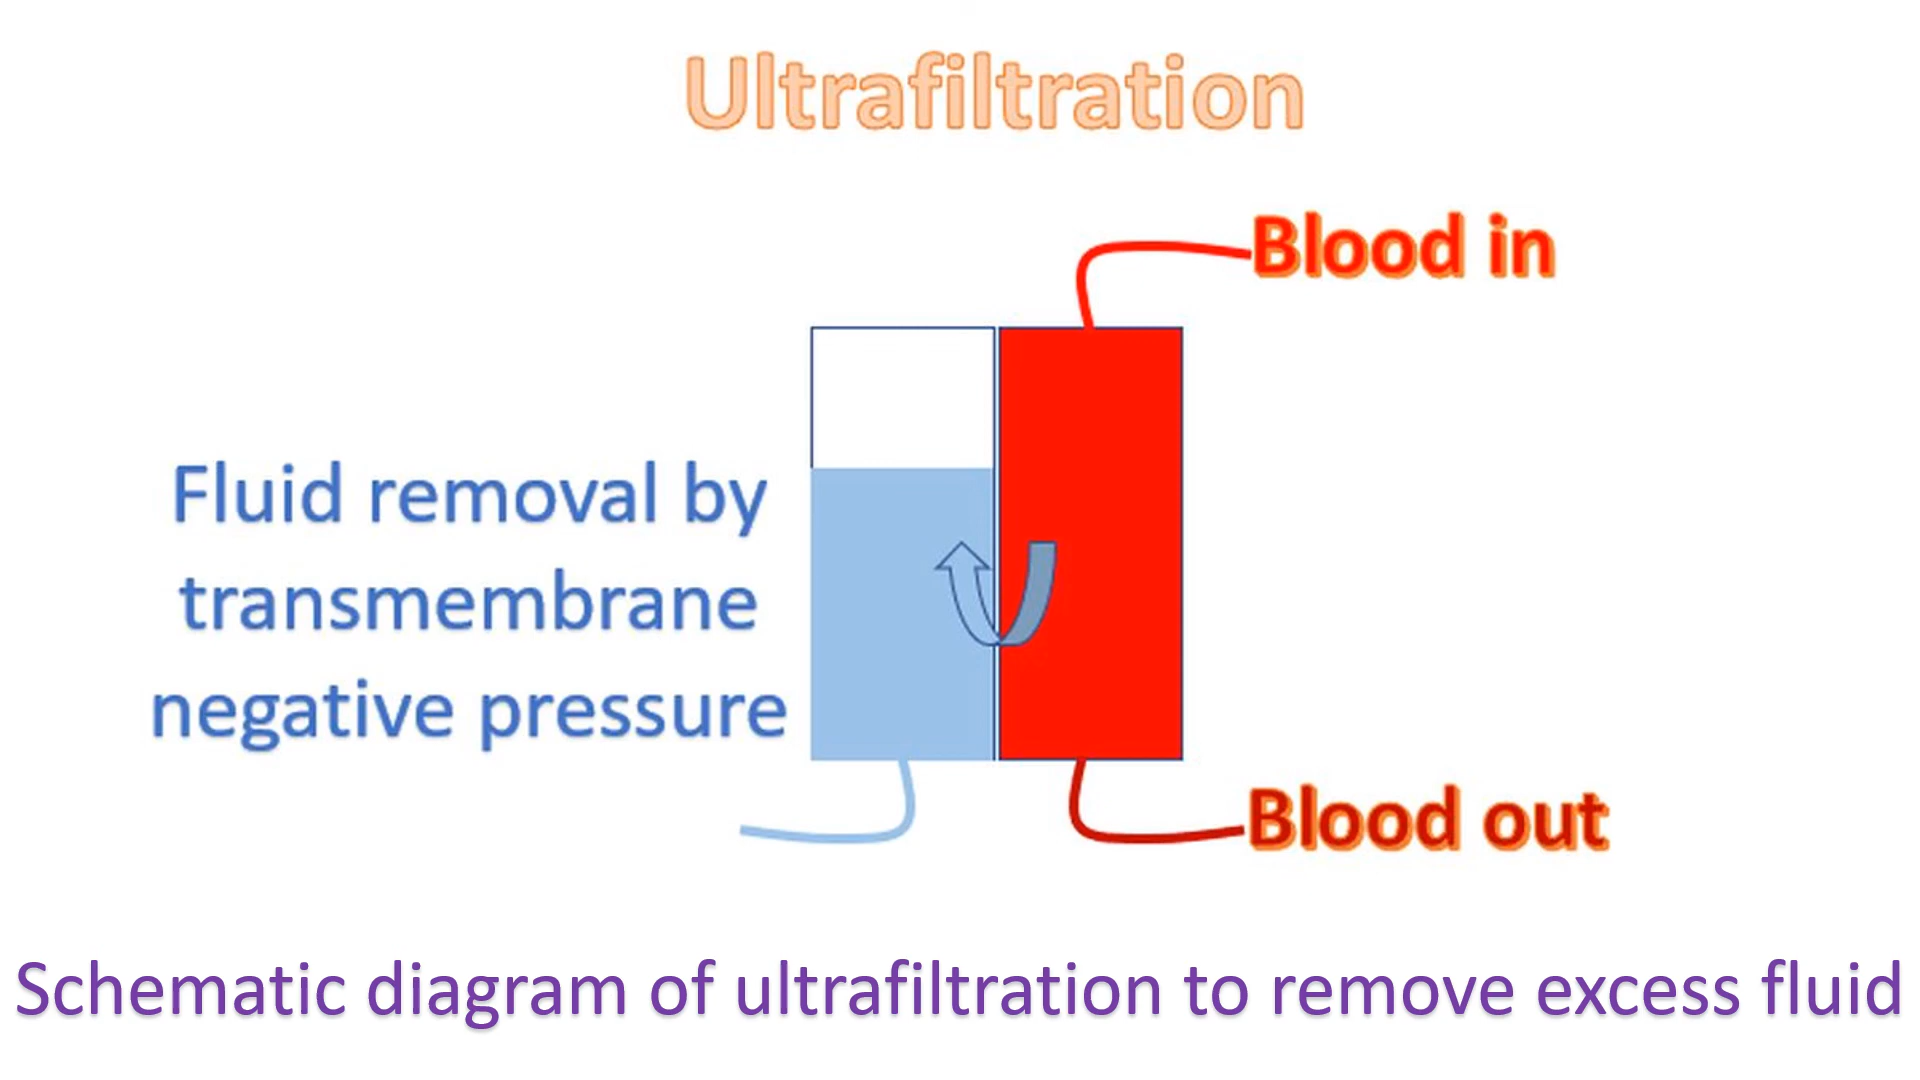 Ultrafiltration
Blood in
Fluid removal by
transmembrane
negative pressure
Blood out
Schematic diagram of ultrafiltration to remove excess fluid